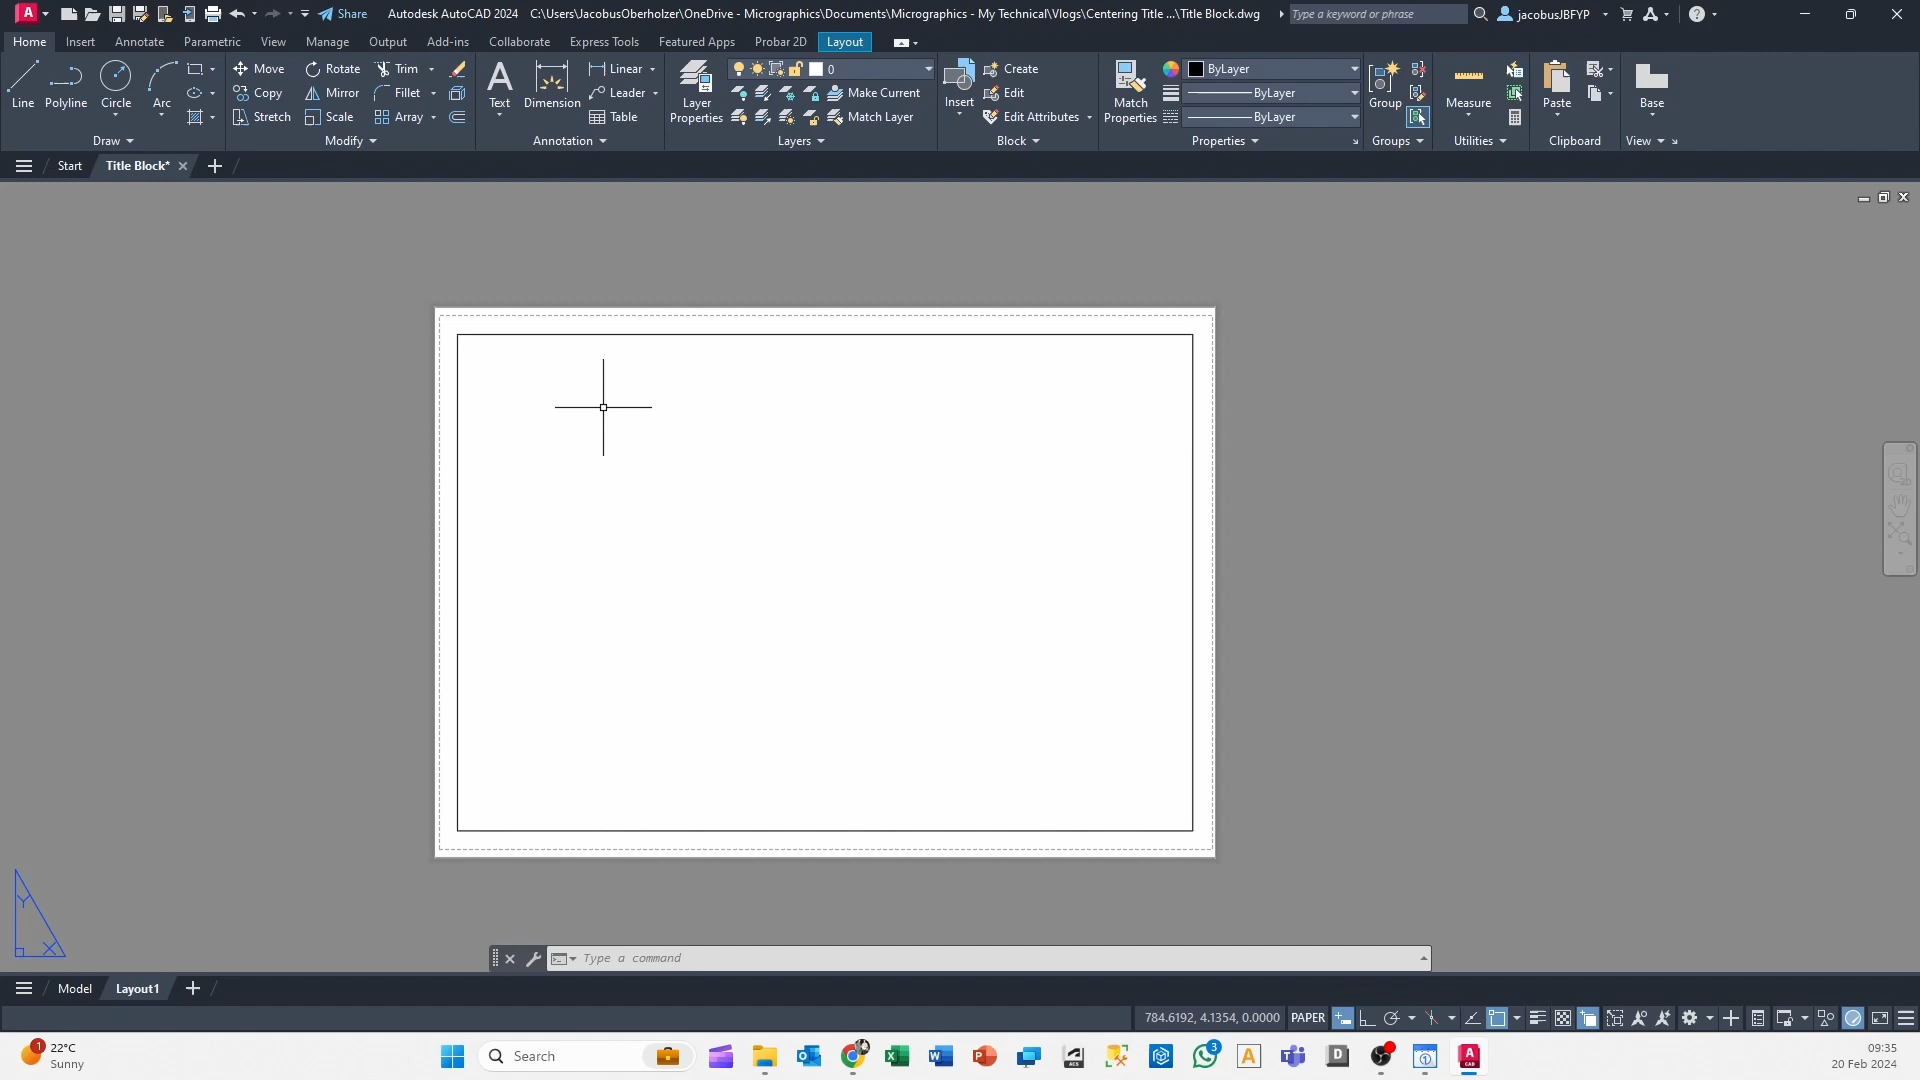 A Share Autodesk AutoCAD 2024 C:\Users\JacobusOberholzer\OneDrive - Micrographics\Documents\Micrographics - My Technical\Vlogs\Centering Title ...\Title Block.dwg Type a keyword or phrase jacobusJBFYP ?
Home Insert Annotate Parametric View Manage Output Add-ins Collaborate Express Tools Featured Apps Probar 2D Layout
Line Polyline Circle Arc
Move Rotate Trim
Copy Mirror Fillet
Stretch Scale Array
A Text Dimension
Linear
Leader
Table
Layer Properties
0
Make Current
Match Layer
Insert
Create
Edit
Edit Attributes
Match Properties
ByLayer
ByLayer
ByLayer
Group Measure Paste Base
Draw Modify Annotation Layers Block Properties Groups Utilities Clipboard View
Start Title Block*
Y
X
Type a command
Model Layout1
784.6192, 4.1354, 0.0000 PAPER
1
22°C
Sunny
Search
3
A
D
A
CAD
09:35
20 Feb 2024